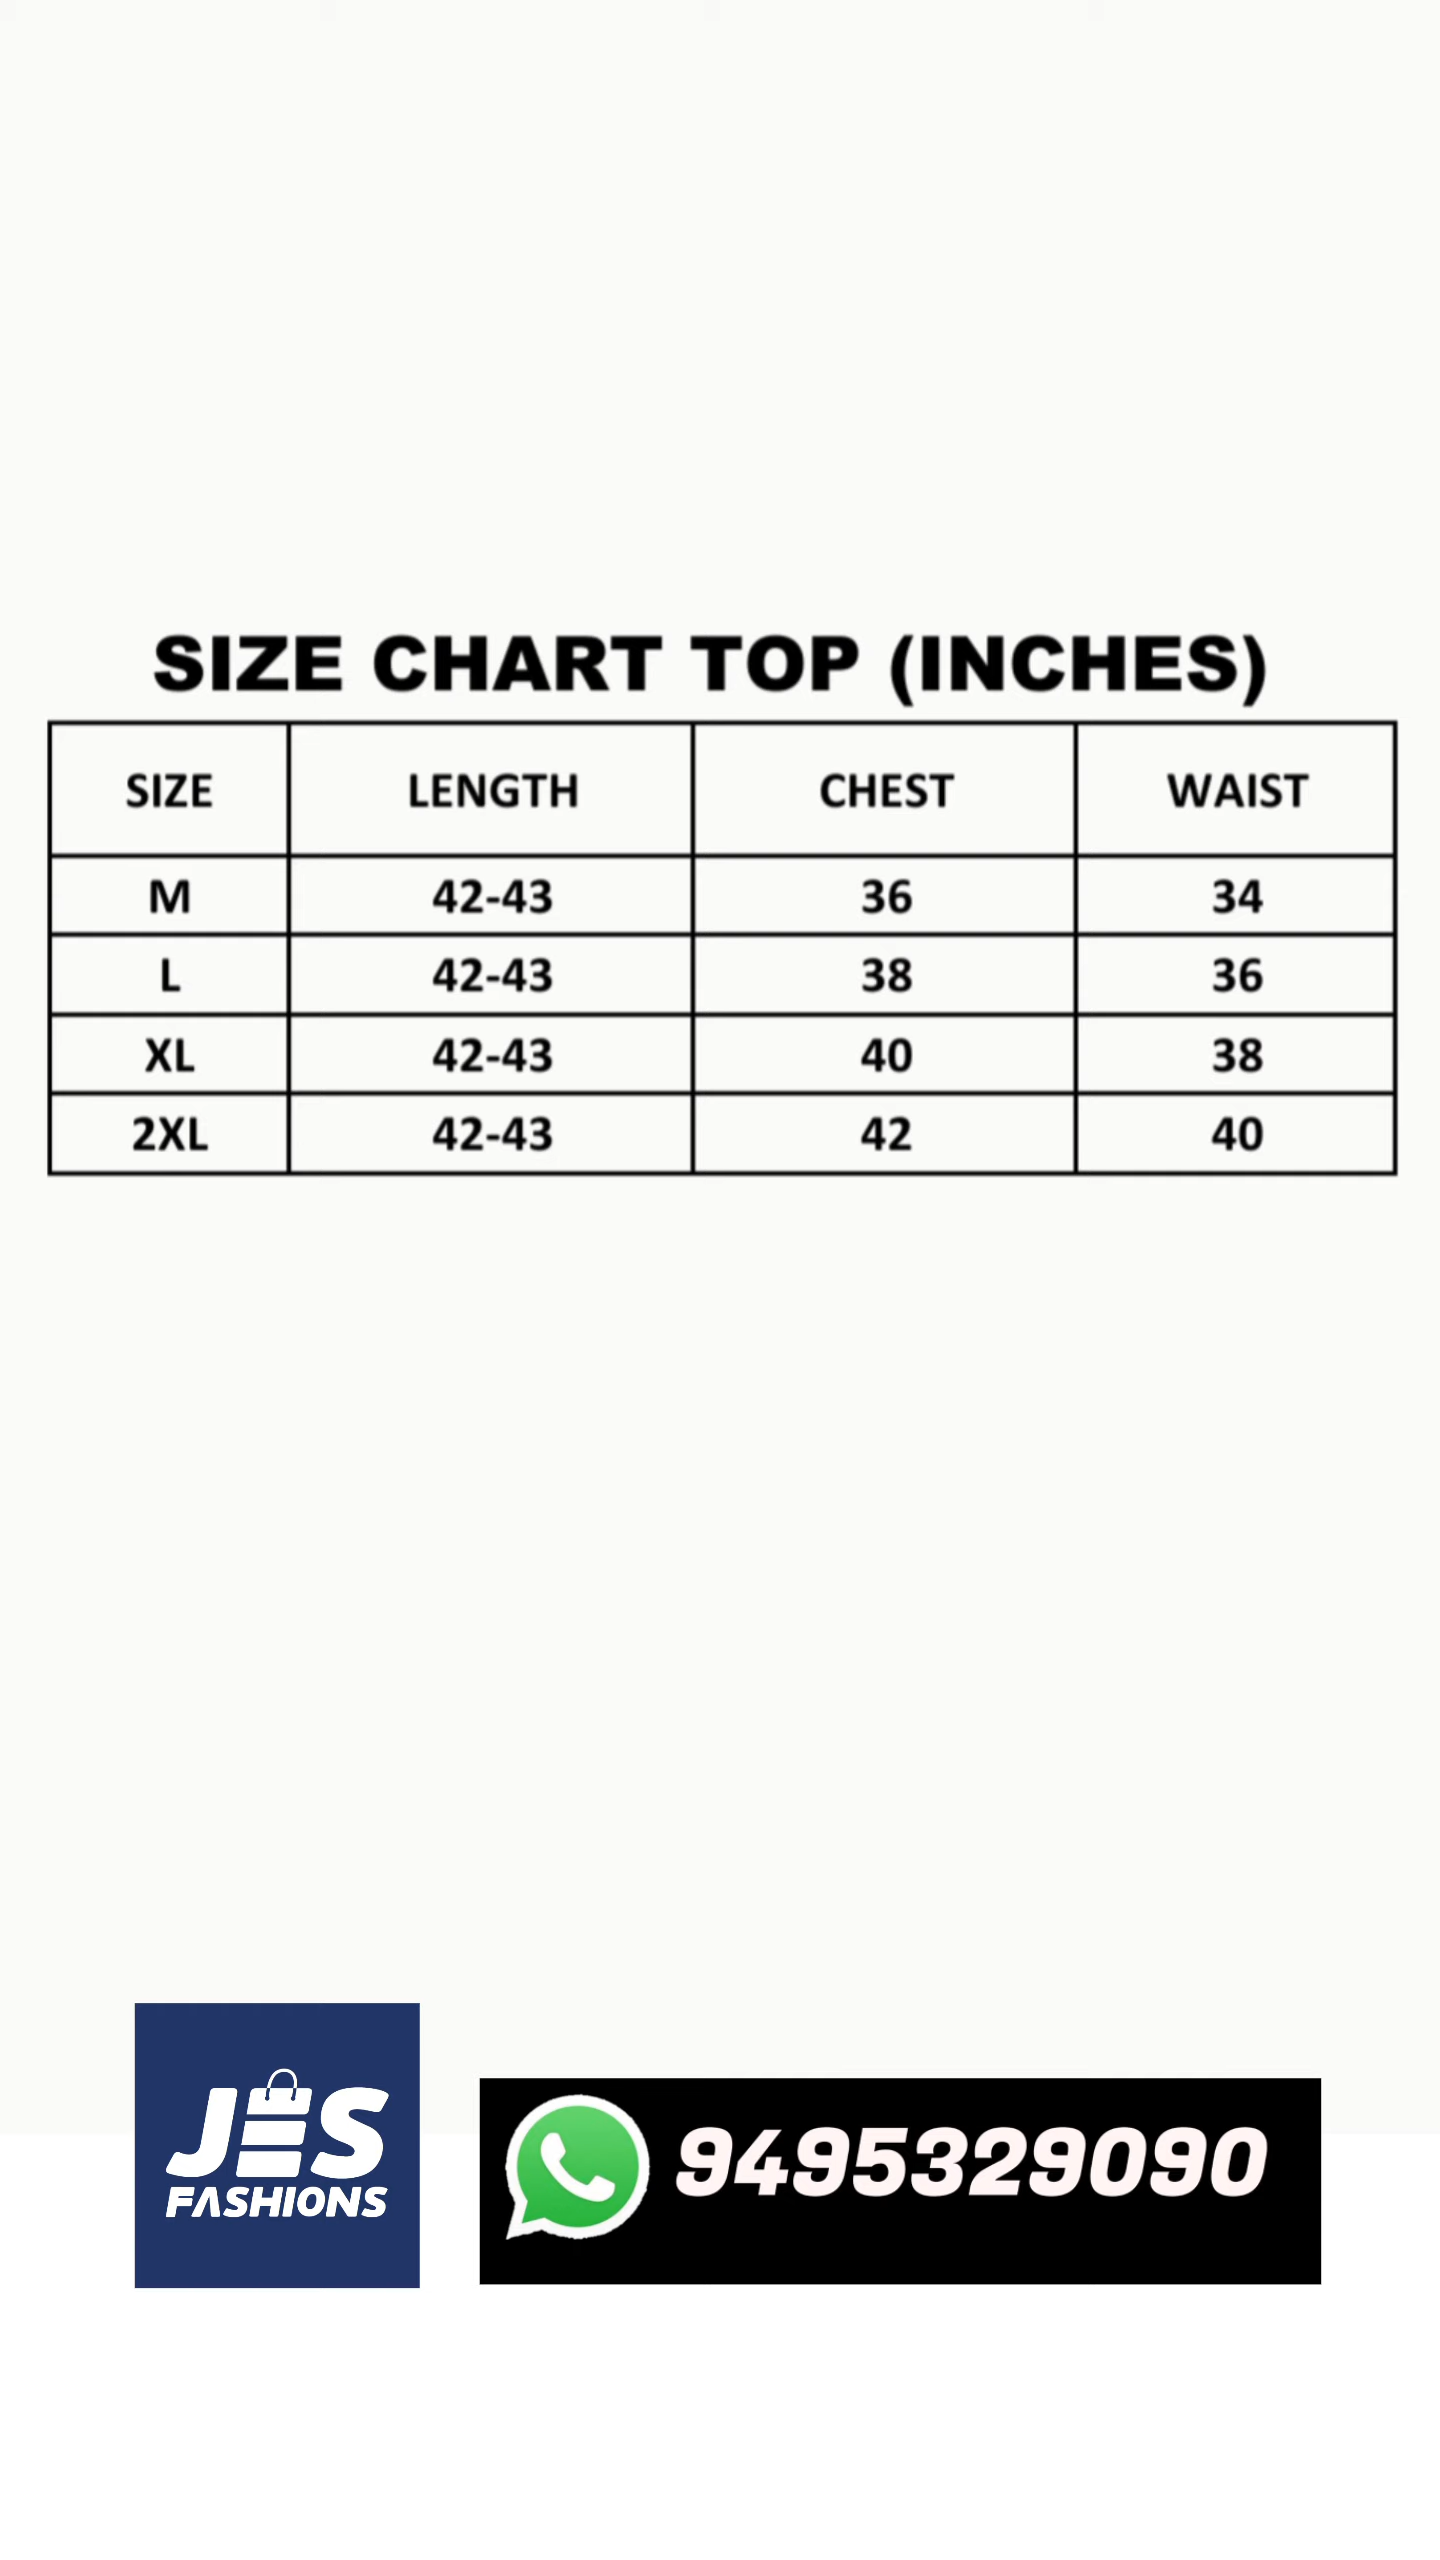 SIZE CHART TOP (INCHES)
SIZE LENGTH CHEST WAIST
M 42-43 36 34
L 42-43 38 36
XL 42-43 40 38
2XL 42-43 42 40
JES
FASHIONS
9495329090